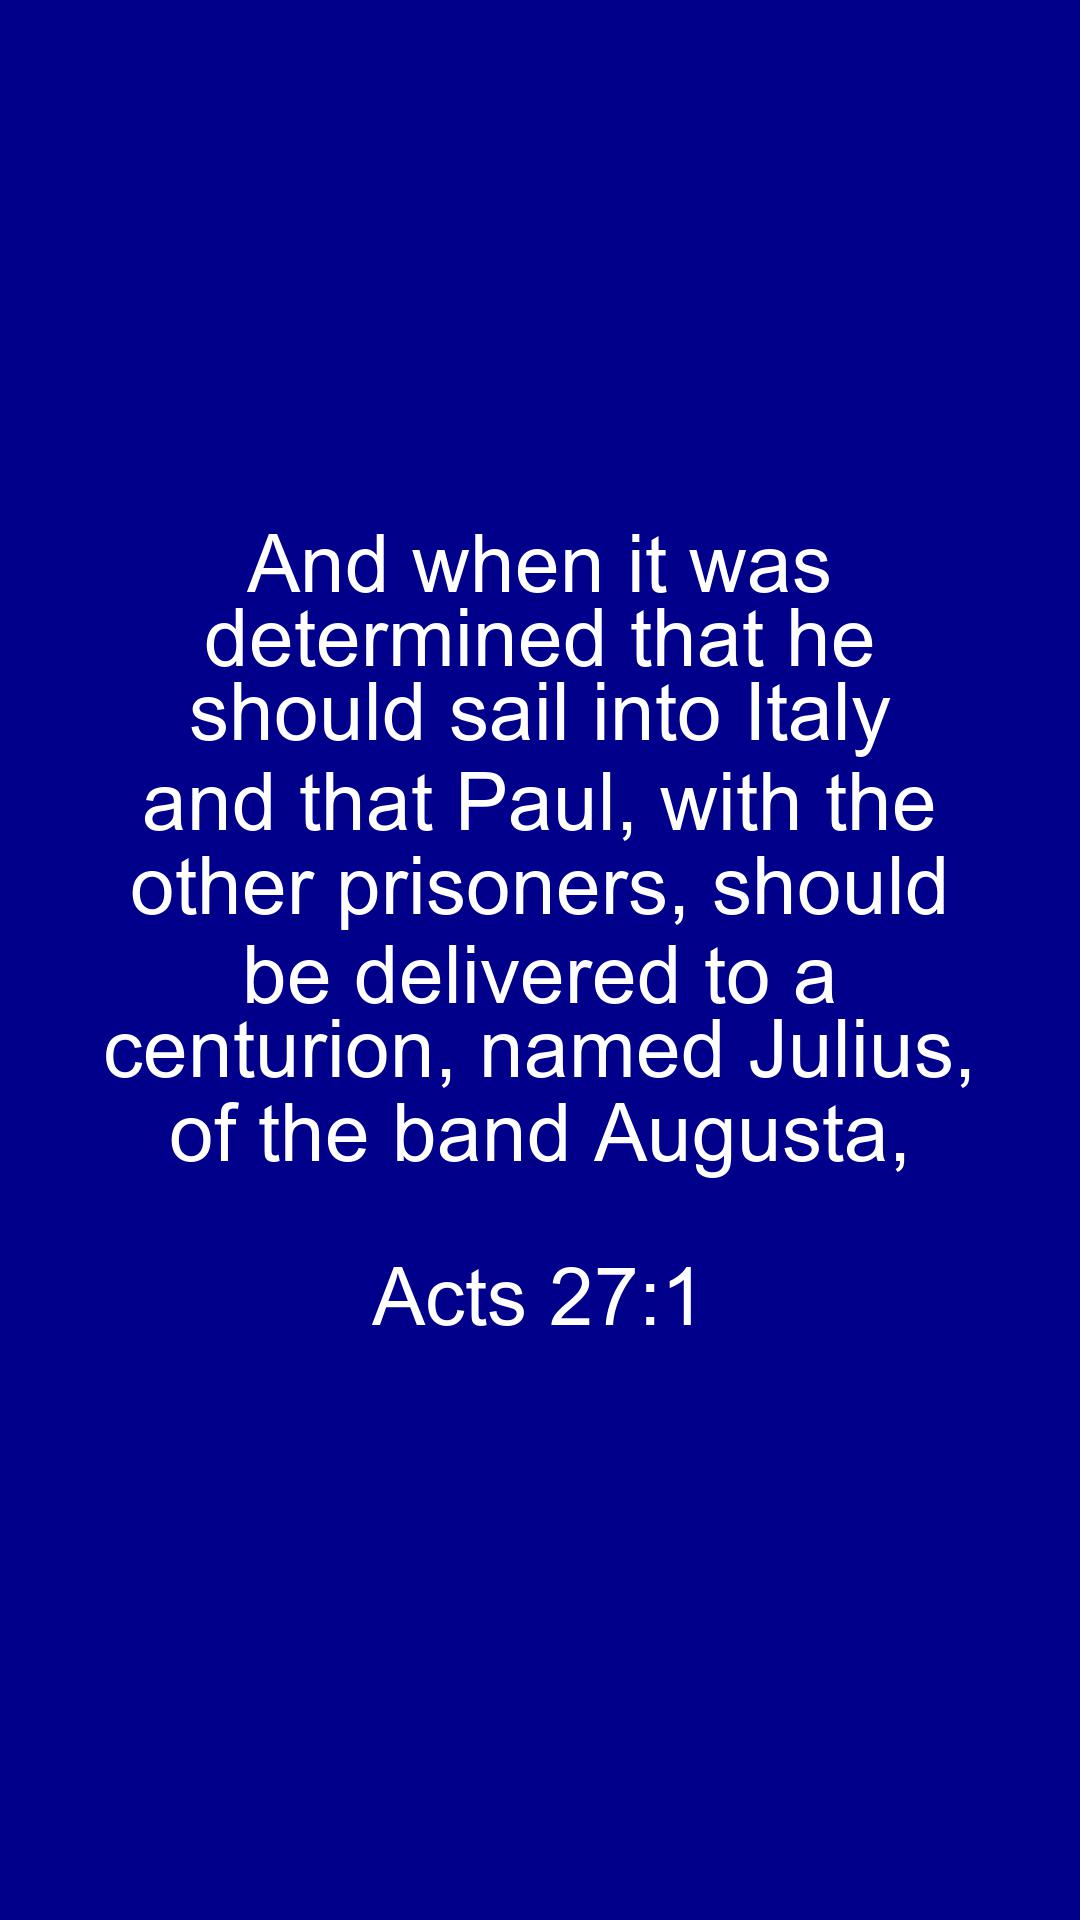 And when it was
determined that he
should sail into Italy
and that Paul, with the
other prisoners, should
be delivered to a
centurion, named Julius,
of the band Augusta,
Acts 27:1